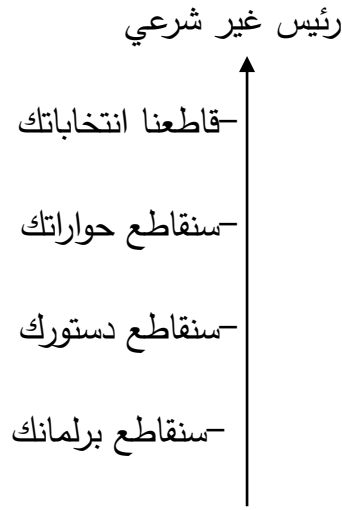 رئيس غير شرعي
-قاطعنا انتخاباتك
-سنقاطع حواراتك
-سنقاطع دستورك
-سنقاطع برلمانك